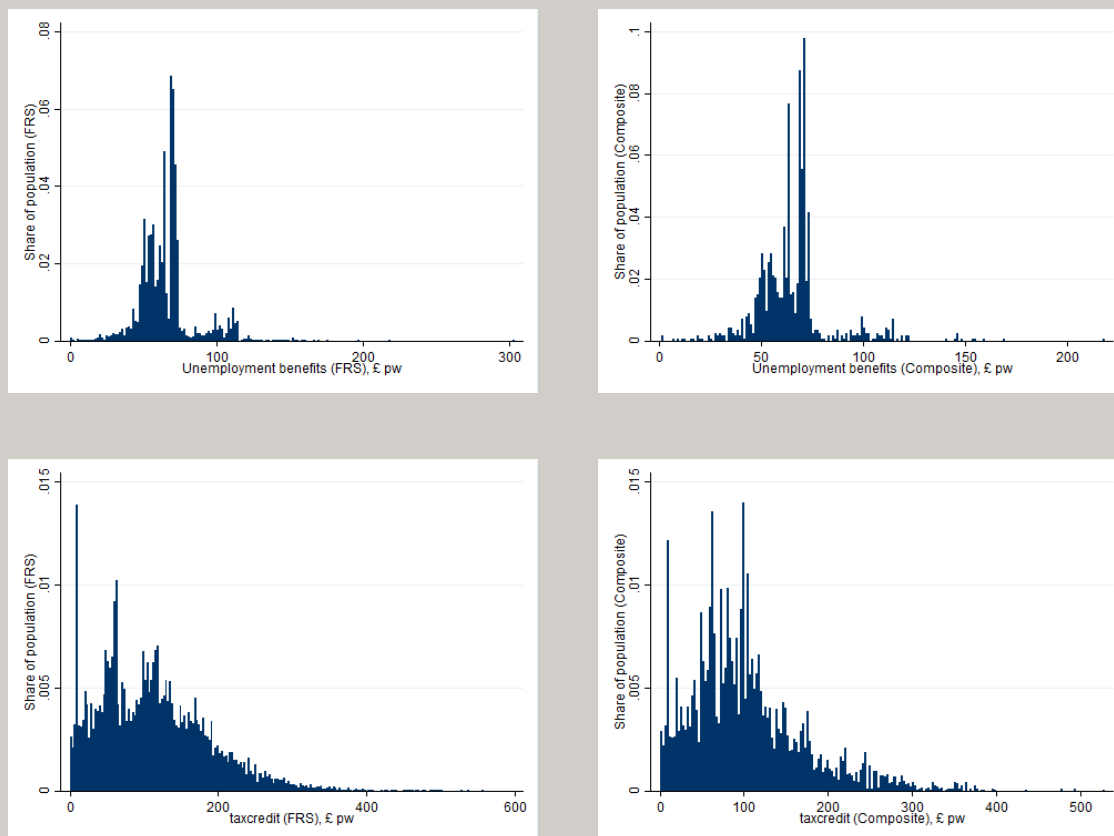 Share of population (FRS)
.08
.06
.04
.02
0
0 100 200 300
Unemployment benefits (FRS), £ pw
Share of population (Composite)
.1
.08
.06
.04
.02
0
0 50 100 150 200
Unemployment benefits (Composite), £ pw
Share of population (FRS)
.015
.01
.005
0
0 200 400 600
taxcredit (FRS), £ pw
Share of population (Composite)
.015
.01
.005
0
0 100 200 300 400 500
taxcredit (Composite), £ pw